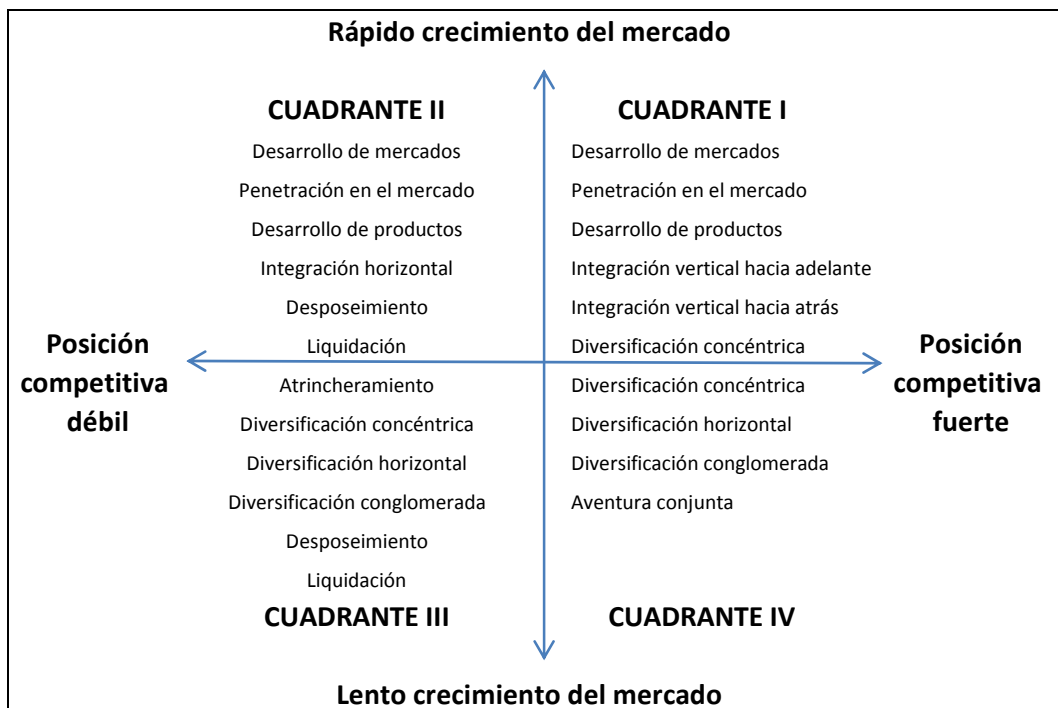 Rápido crecimiento del mercado
CUADRANTE II
Desarrollo de mercados
Penetración en el mercado
Desarrollo de productos
Integración horizontal
Desposeimiento
Liquidación
CUADRANTE I
Desarrollo de mercados
Penetración en el mercado
Desarrollo de productos
Integración vertical hacia adelante
Integración vertical hacia atrás
Diversificación concéntrica
Posición
competitiva
débil
Posición
competitiva
fuerte
Atrincheramiento
Diversificación concéntrica
Diversificación horizontal
Diversificación conglomerada
Desposeimiento
Liquidación
CUADRANTE III
Diversificación concéntrica
Diversificación horizontal
Diversificación conglomerada
Aventura conjunta
CUADRANTE IV
Lento crecimiento del mercado